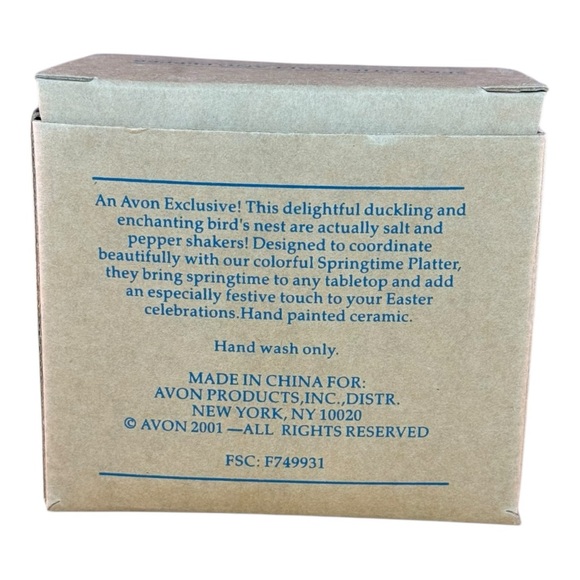 An Avon Exclusive! This delightful duckling and
enchanting bird's nest are actually salt and
pepper shakers! Designed to coordinate
beautifully with our colorful Springtime Platter,
they bring springtime to any tabletop and add
an especially festive touch to your Easter
celebrations.Hand painted ceramic.
Hand wash only.
MADE IN CHINA FOR:
AVON PRODUCTS,INC.,DISTR.
NEW YORK, NY 10020
© AVON 2001 —ALL RIGHTS RESERVED
FSC: F749931